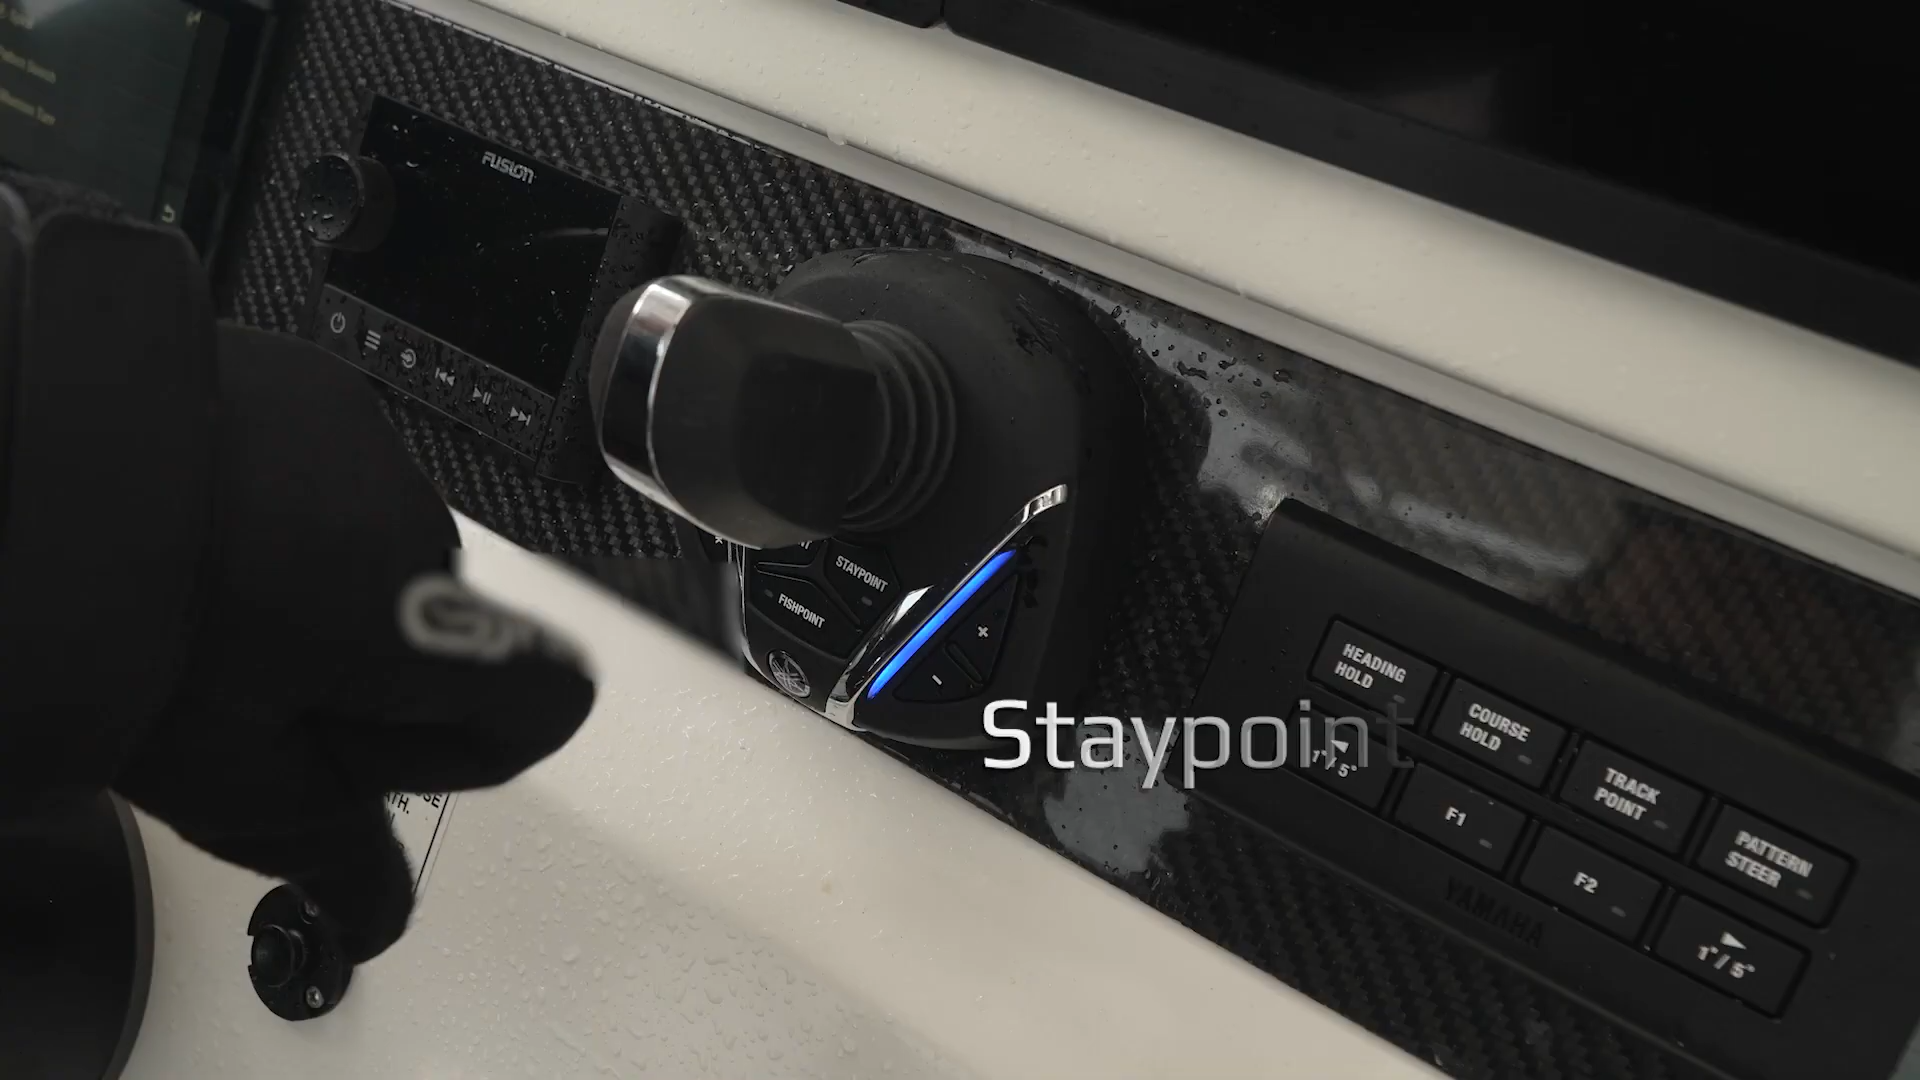 FUSION
STAYPOINT
FISHPOINT
Staypoint
HEADING
HOLD
COURSE
HOLD
TRACK
POINT
PATTERN
STEER
1°/5°
F1
F2
1°/5°
YAMAHA